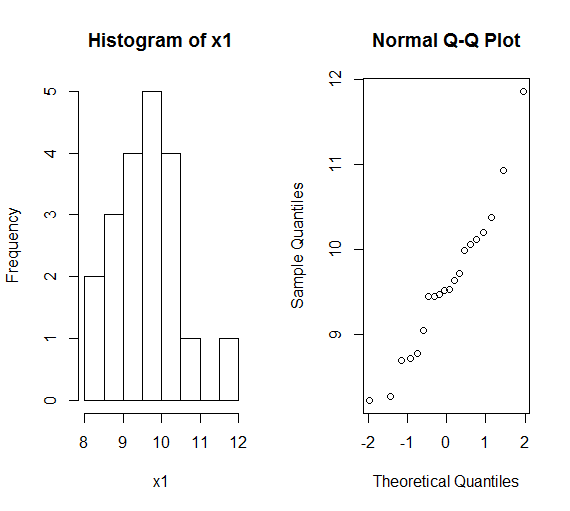 Histogram of x1
Frequency
0 1 2 3 4 5
8 9 10 11 12
x1
Normal Q-Q Plot
Sample Quantiles
9 10 11 12
-2 -1 0 1 2
Theoretical Quantiles